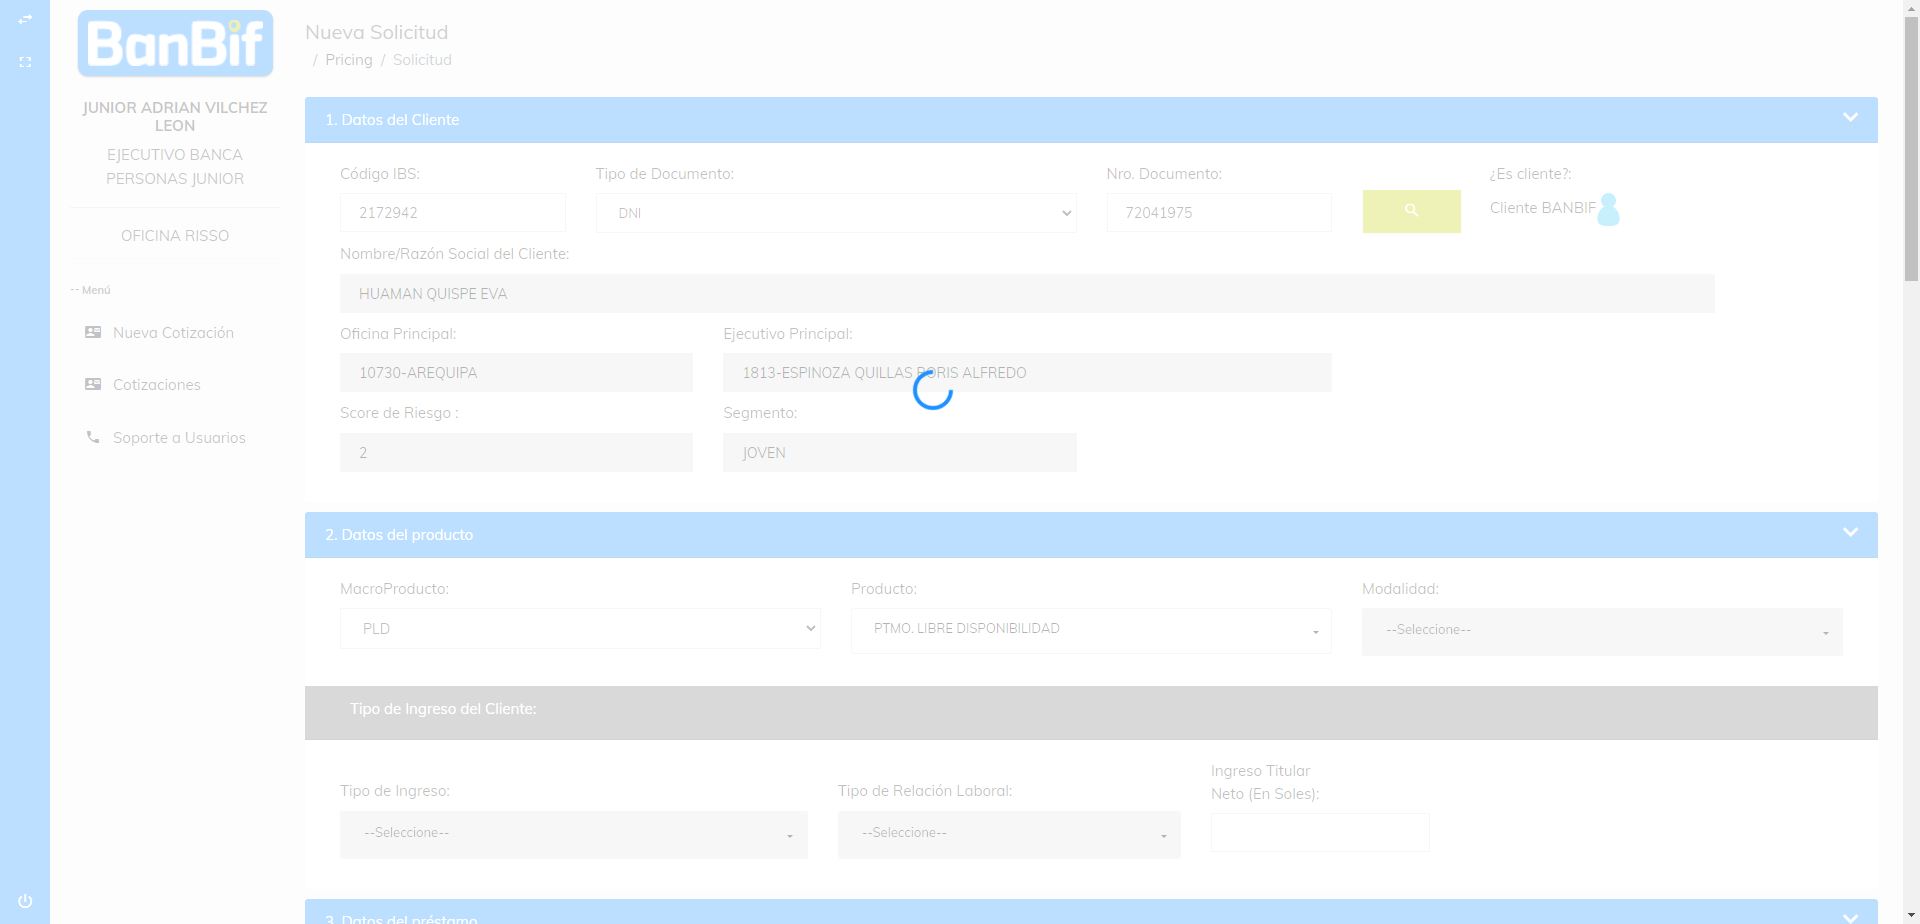 BanBif
JUNIOR ADRIAN VILCHEZ
LEON
EJECUTIVO BANCA
PERSONAS JUNIOR
OFICINA RISSO
-- Menú
Nueva Cotización
Cotizaciones
Soporte a Usuarios
Nueva Solicitud
/ Pricing / Solicitud
1. Datos del Cliente
Código IBS: Tipo de Documento: Nro. Documento: ¿Es cliente?:
2172942 DNI 72041975 Cliente BANBIF
Nombre/Razón Social del Cliente:
HUAMAN QUISPE EVA
Oficina Principal: Ejecutivo Principal:
10730-AREQUIPA 1813-ESPINOZA QUILLAS BORIS ALFREDO
Score de Riesgo : Segmento:
2 JOVEN
2. Datos del producto
MacroProducto: Producto: Modalidad:
PLD PTMO. LIBRE DISPONIBILIDAD --Seleccione--
Tipo de Ingreso del Cliente:
Tipo de Ingreso: Tipo de Relación Laboral: Ingreso Titular
Neto (En Soles):
--Seleccione-- --Seleccione--
3. Datos del préstamo